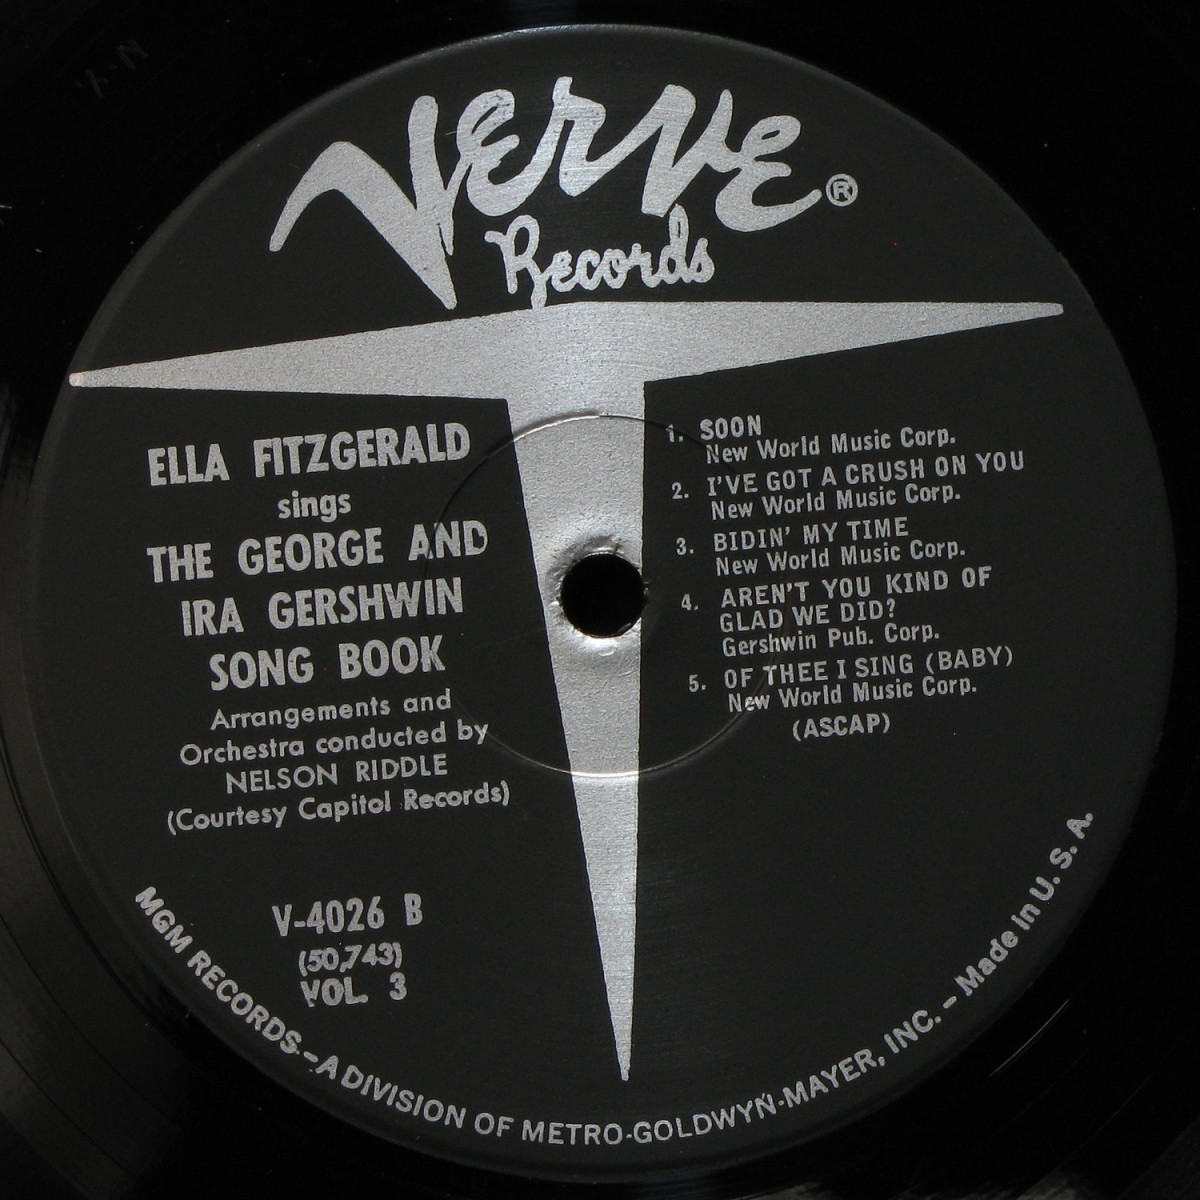 Verve ®
Records
ELLA FITZGERALD
sings
THE GEORGE AND
IRA GERSHWIN
SONG BOOK
Arrangements and
Orchestra conducted by
NELSON RIDDLE
(Courtesy Capitol Records)
V-4026 B
(50,743)
VOL. 3
1. SOON
New World Music Corp.
2. I'VE GOT A CRUSH ON YOU
New World Music Corp.
3. BIDIN' MY TIME
New World Music Corp.
4. AREN'T YOU KIND OF
GLAD WE DID?
Gershwin Pub. Corp.
5. OF THEE I SING (BABY)
New World Music Corp.
(ASCAP)
MGM RECORDS - A DIVISION OF METRO-GOLDWYN-MAYER, INC. - Made in U. S. A.